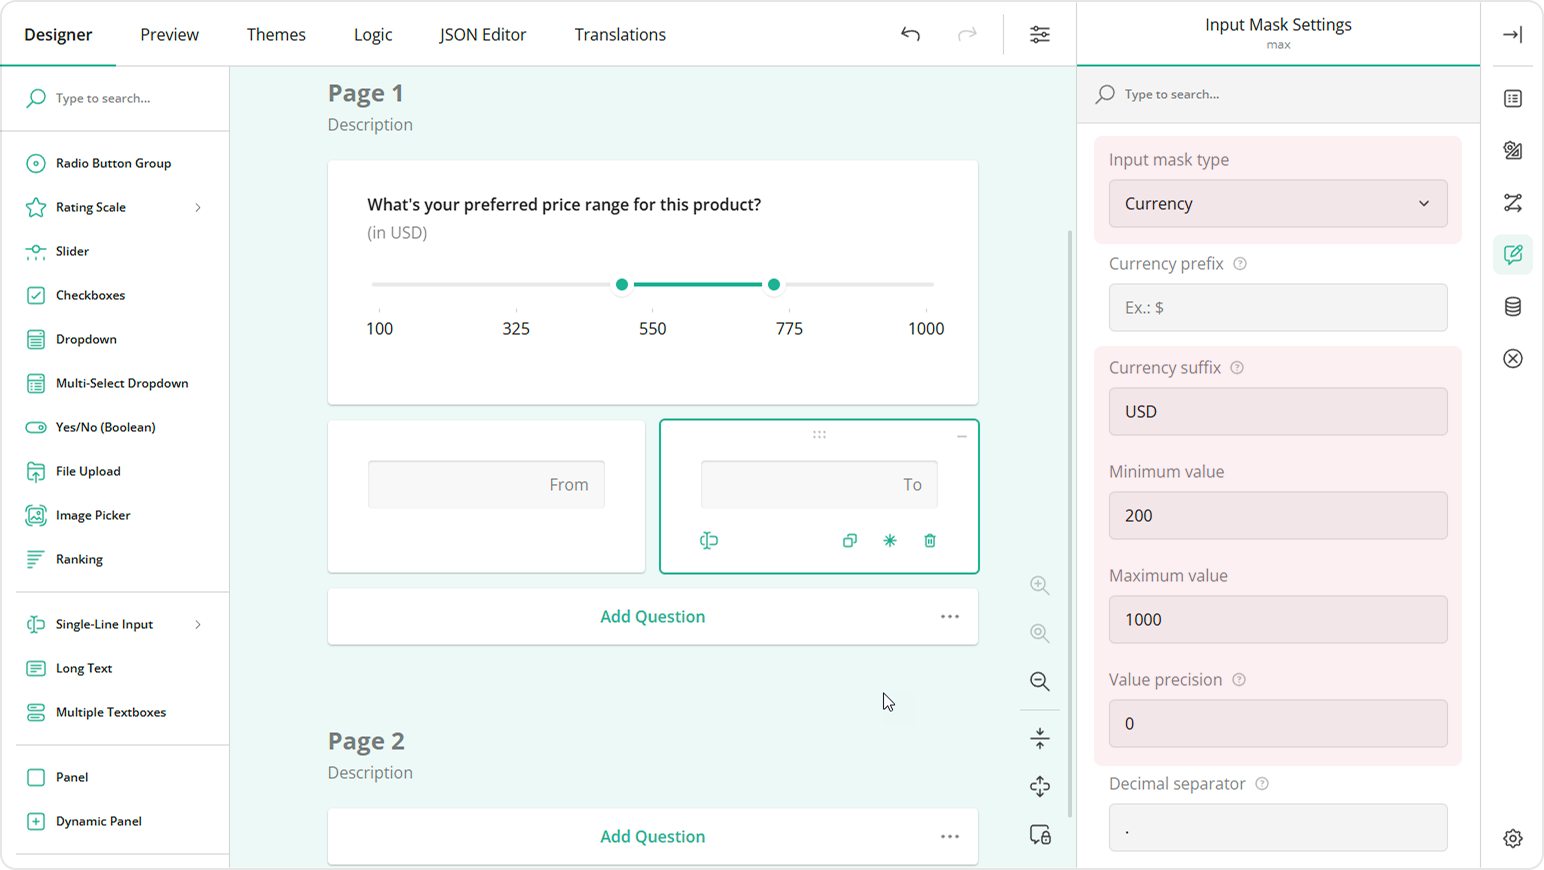 Designer
Preview
Themes
Logic
JSON Editor
Translations
Input Mask Settings
max
Type to search...
Radio Button Group
Rating Scale
Slider
Checkboxes
Dropdown
Multi-Select Dropdown
Yes/No (Boolean)
File Upload
Image Picker
Ranking
Single-Line Input
Long Text
Multiple Textboxes
Panel
Dynamic Panel
Page 1
Description
What's your preferred price range for this product?
(in USD)
100 325 550 775 1000
From
To
Add Question
Page 2
Description
Add Question
Type to search...
Input mask type
Currency
Currency prefix
Ex.: $
Currency suffix
USD
Minimum value
200
Maximum value
1000
Value precision
0
Decimal separator
.